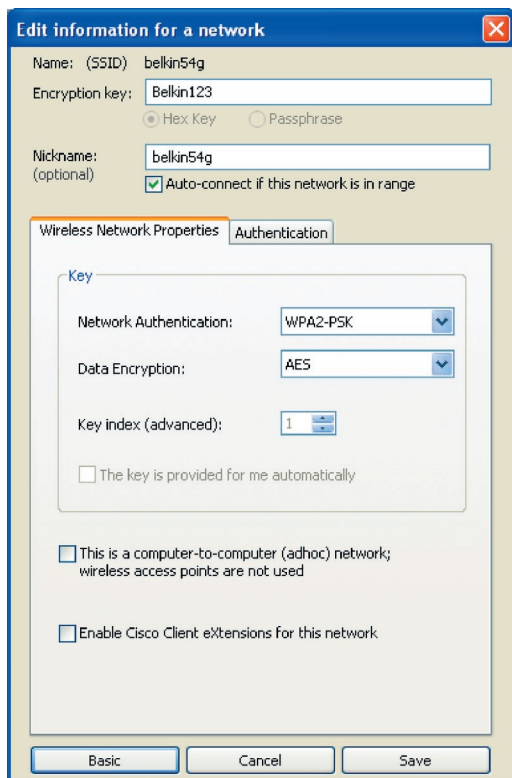 Edit information for a network
Name: (SSID) belkin54g
Encryption key: Belkin123
Hex Key Passphrase
Nickname: belkin54g
(optional)
Auto-connect if this network is in range
Wireless Network Properties Authentication
Key
Network Authentication: WPA2-PSK
Data Encryption: AES
Key index (advanced): 1
The key is provided for me automatically
This is a computer-to-computer (adhoc) network;
wireless access points are not used
Enable Cisco Client eXtensions for this network
Basic Cancel Save